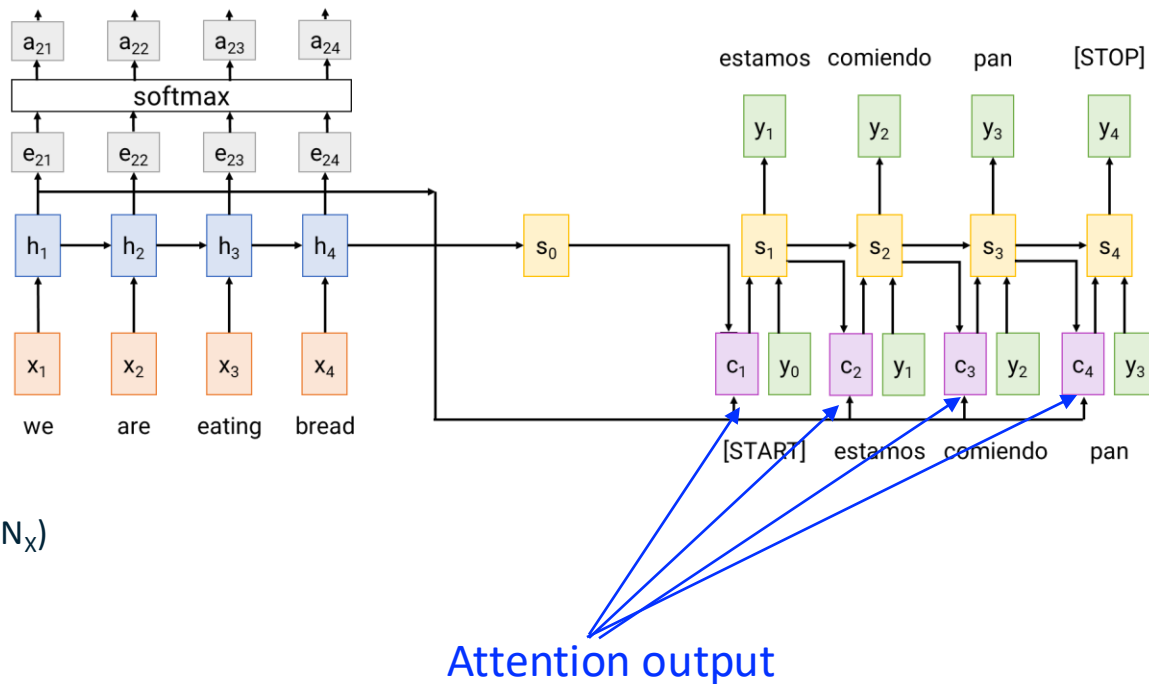 a21 a22 a23 a24
softmax
e21 e22 e23 e24
h1 h2 h3 h4
x1 x2 x3 x4
we are eating bread
s0
estamos comiendo pan [STOP]
y1 y2 y3 y4
s1 s2 s3 s4
c1 y0 c2 y1 c3 y2 c4 y3
[START] estamos comiendo pan
NX)
Attention output